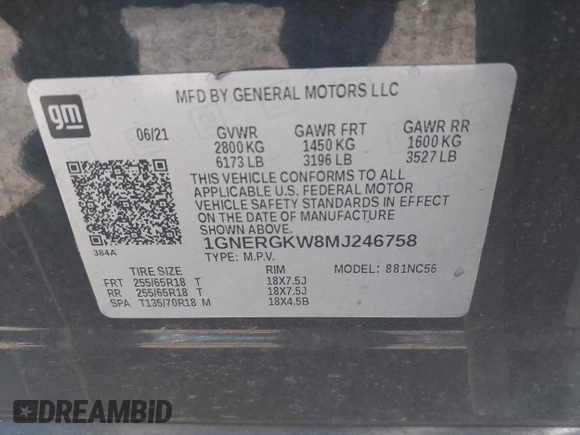 gm
MFD BY GENERAL MOTORS LLC
06/21 GVWR GAWR FRT GAWR RR
2800 KG 1450 KG 1600 KG
6173 LB 3196 LB 3527 LB
THIS VEHICLE CONFORMS TO ALL
APPLICABLE U.S. FEDERAL MOTOR
VEHICLE SAFETY STANDARDS IN EFFECT
ON THE DATE OF MANUFACTURE
SHOWN ABOVE.
384A
1GNERGKW8MJ246758
TYPE: M.P.V. MODEL: 881NC56
TIRE SIZE RIM
FRT 255/65R18 T 18X7.5J
RR 255/65R18 T 18X7.5J
SPA T135/70R18 M 18X4.5B
DREAMBID